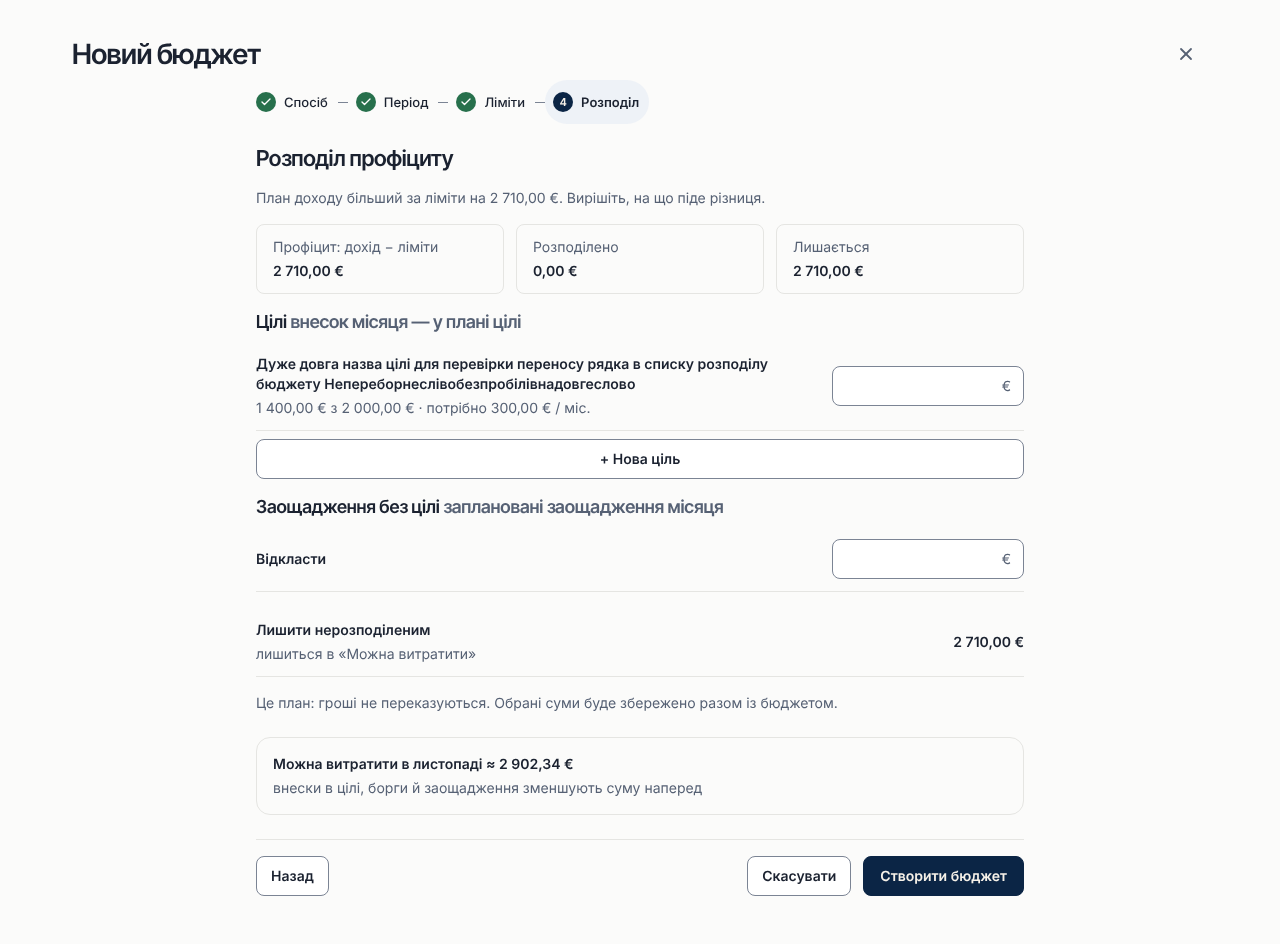 Новий бюджет
Спосіб — Період — Ліміти — 4 Розподіл
Розподіл профіциту
План доходу більший за ліміти на 2 710,00 €. Вирішіть, на що піде різниця.
Профіцит: дохід − ліміти
2 710,00 €
Розподілено
0,00 €
Лишається
2 710,00 €
Цілі внесок місяця — у плані цілі
Дуже довга назва цілі для перевірки переносу рядка в списку розподілу
бюджету Непереборнеслівобезпробілівнадовгеслово
1 400,00 € з 2 000,00 € · потрібно 300,00 € / міс.
€
+ Нова ціль
Заощадження без цілі заплановані заощадження місяця
Відкласти
€
Лишити нерозподіленим
лишиться в «Можна витратити»
2 710,00 €
Це план: гроші не переказуються. Обрані суми буде збережено разом із бюджетом.
Можна витратити в листопаді ≈ 2 902,34 €
внески в цілі, борги й заощадження зменшують суму наперед
Назад
Скасувати
Створити бюджет